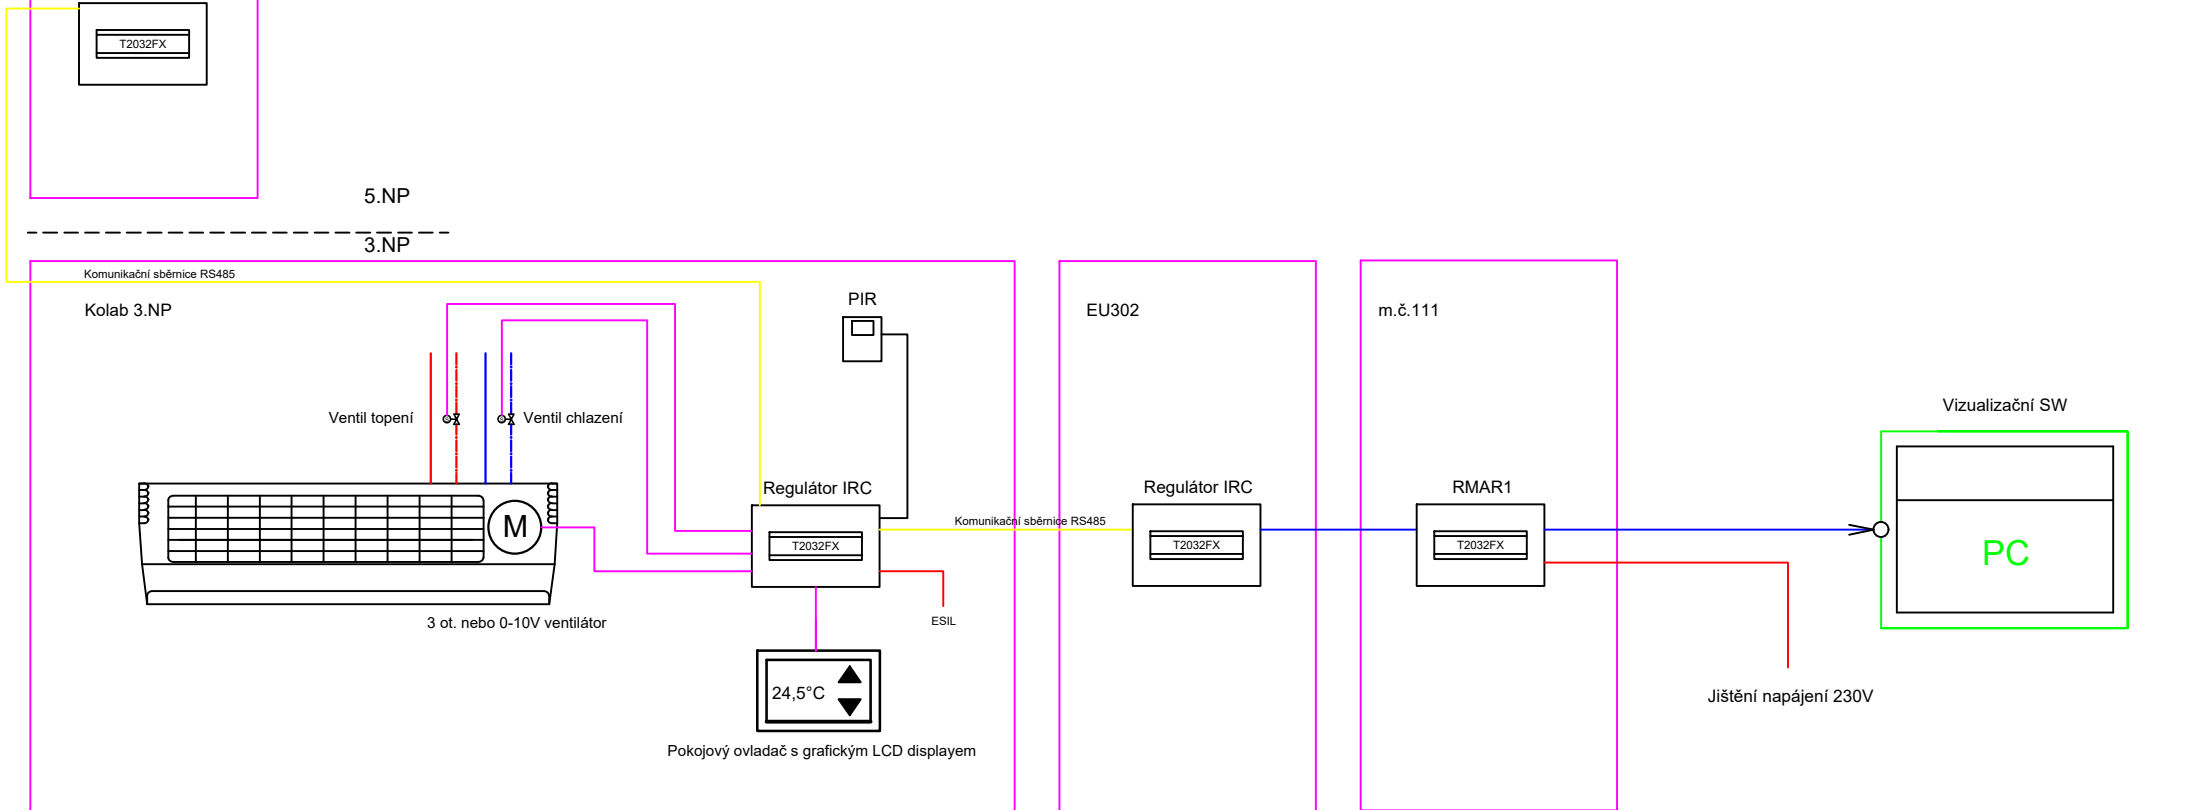 T2032FX
5.NP
3.NP
Komunikační sběrnice RS485
Kolab 3.NP
PIR
EU302
m.č.111
Ventil topení
Ventil chlazení
Vizualizační SW
Regulátor IRC
Regulátor IRC
RMAR1
M
Komunikační sběrnice RS485
T2032FX
T2032FX
T2032FX
PC
3 ot. nebo 0-10V ventilátor
ESIL
24,5°C
Jištění napájení 230V
Pokojový ovladač s grafickým LCD displayem